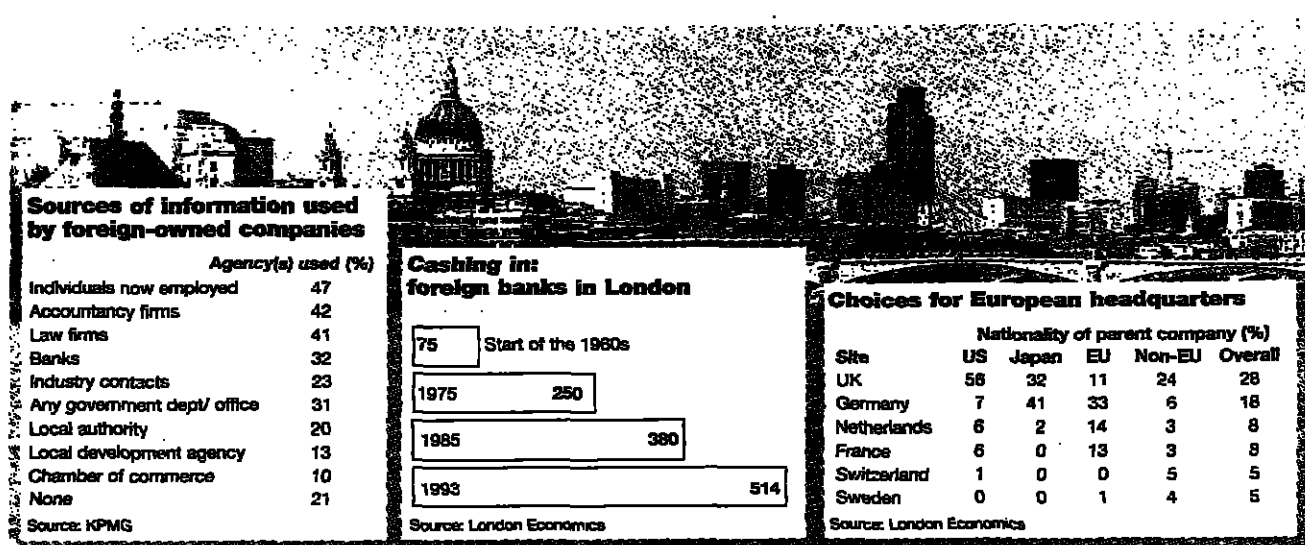 Sources of information used
by foreign-owned companies
Agency(s) used (%)
Individuals now employed 47
Accountancy firms 42
Law firms 41
Banks 32
Industry contacts 23
Any government dept/ office 31
Local authority 20
Local development agency 13
Chamber of commerce 10
None 21
Source: KPMG
Cashing in:
foreign banks in London
75 Start of the 1960s
1975 250
1985 380
1993 514
Source: London Economics
Choices for European headquarters
Nationality of parent company (%)
Site US Japan EU Non-EU Overall
UK 56 32 11 24 28
Germany 7 41 33 6 18
Netherlands 6 2 14 3 8
France 6 0 13 3 8
Switzerland 1 0 0 5 5
Sweden 0 0 1 4 5
Source: London Economics